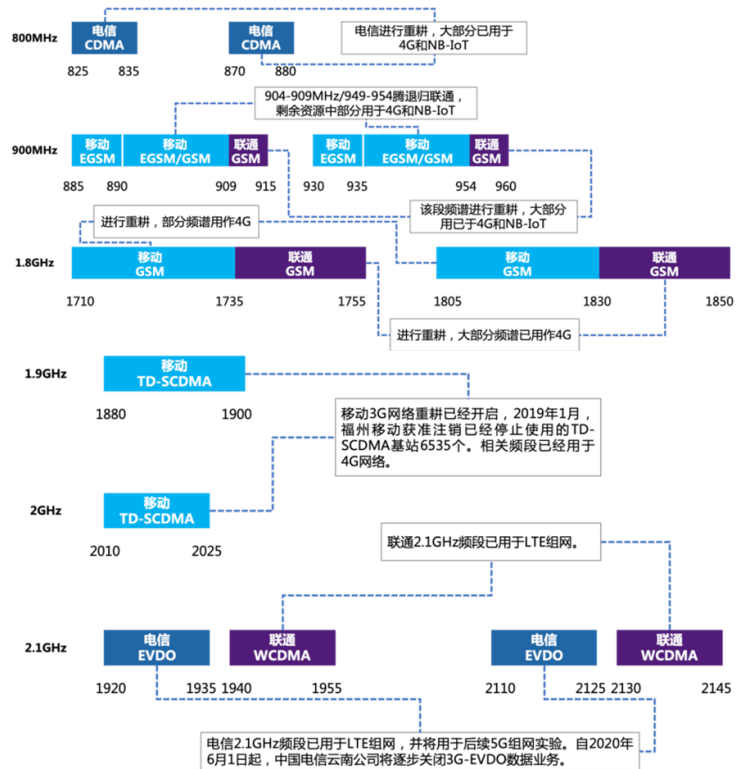 800MHz
电信
CDMA
电信
CDMA
电信进行重耕，大部分已用于
4G和NB-IoT
825
835
870
880
904-909MHz/949-954腾退归联通，
剩余资源中部分用于4G和NB-IoT
900MHz
移动
EGSM
移动
EGSM/GSM
联通
GSM
移动
EGSM
移动
EGSM/GSM
联通
GSM
885
890
909
915
930
935
954
960
进行重耕，部分频谱用作4G
该段频谱进行重耕，大部分
用已于4G和NB-IoT
1.8GHz
移动
GSM
联通
GSM
移动
GSM
联通
GSM
1710
1735
1755
1805
1830
1850
进行重耕，大部分频谱已用作4G
1.9GHz
移动
TD-SCDMA
1880
1900
移动3G网络重耕已经开启，2019年1月，
福州移动获准注销已经停止使用的TD-
SCDMA基站6535个。相关频段已经用于
4G网络。
2GHz
移动
TD-SCDMA
2010
2025
联通2.1GHz频段已用于LTE组网。
2.1GHz
电信
EVDO
联通
WCDMA
电信
EVDO
联通
WCDMA
1920
1935
1940
1955
2110
2125
2130
2145
电信2.1GHz频段已用于LTE组网，并将用于后续5G组网实验。自2020年
6月1日起，中国电信云南公司将逐步关闭3G-EVDO数据业务。